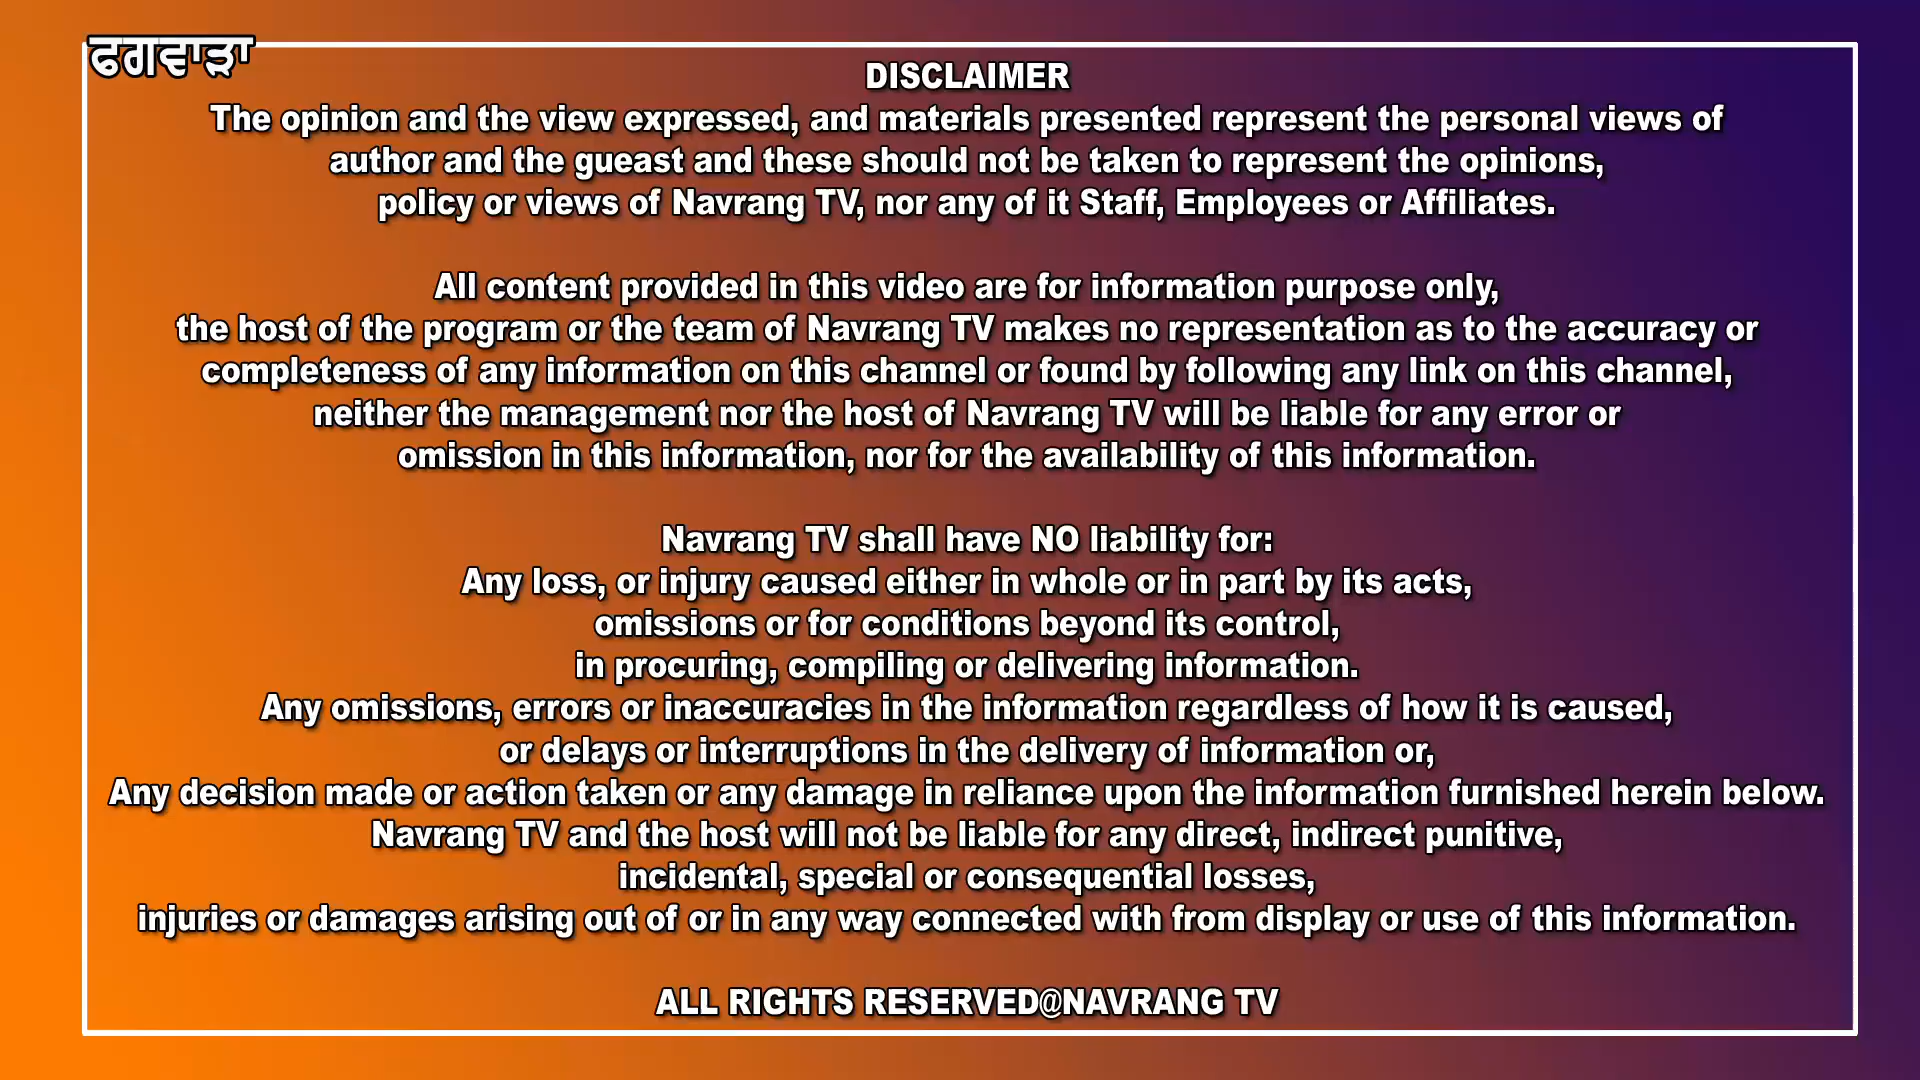 ਫਗਵਾੜਾ
DISCLAIMER
The opinion and the view expressed, and materials presented represent the personal views of
author and the gueast and these should not be taken to represent the opinions,
policy or views of Navrang TV, nor any of it Staff, Employees or Affiliates.
All content provided in this video are for information purpose only,
the host of the program or the team of Navrang TV makes no representation as to the accuracy or
completeness of any information on this channel or found by following any link on this channel,
neither the management nor the host of Navrang TV will be liable for any error or
omission in this information, nor for the availability of this information.
Navrang TV shall have NO liability for:
Any loss, or injury caused either in whole or in part by its acts,
omissions or for conditions beyond its control,
in procuring, compiling or delivering information.
Any omissions, errors or inaccuracies in the information regardless of how it is caused,
or delays or interruptions in the delivery of information or,
Any decision made or action taken or any damage in reliance upon the information furnished herein below.
Navrang TV and the host will not be liable for any direct, indirect punitive,
incidental, special or consequential losses,
injuries or damages arising out of or in any way connected with from display or use of this information.
ALL RIGHTS RESERVED@NAVRANG TV